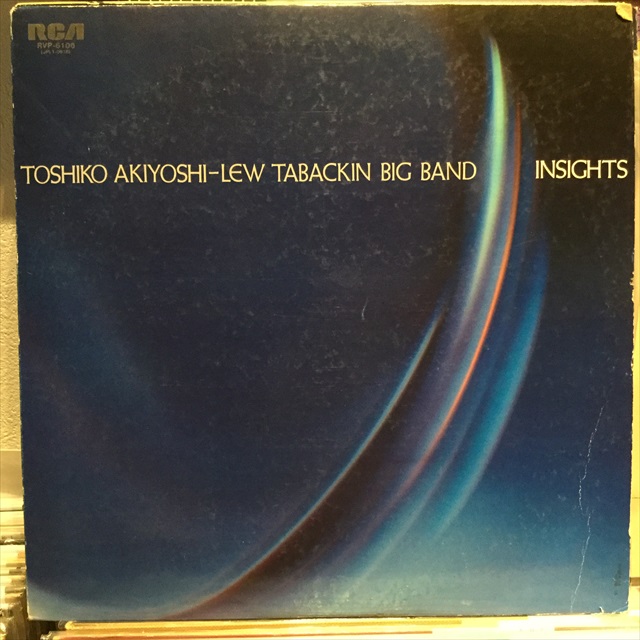 RCA
RVP-6106
TOSHIKO AKIYOSHI-LEW TABACKIN BIG BAND INSIGHTS